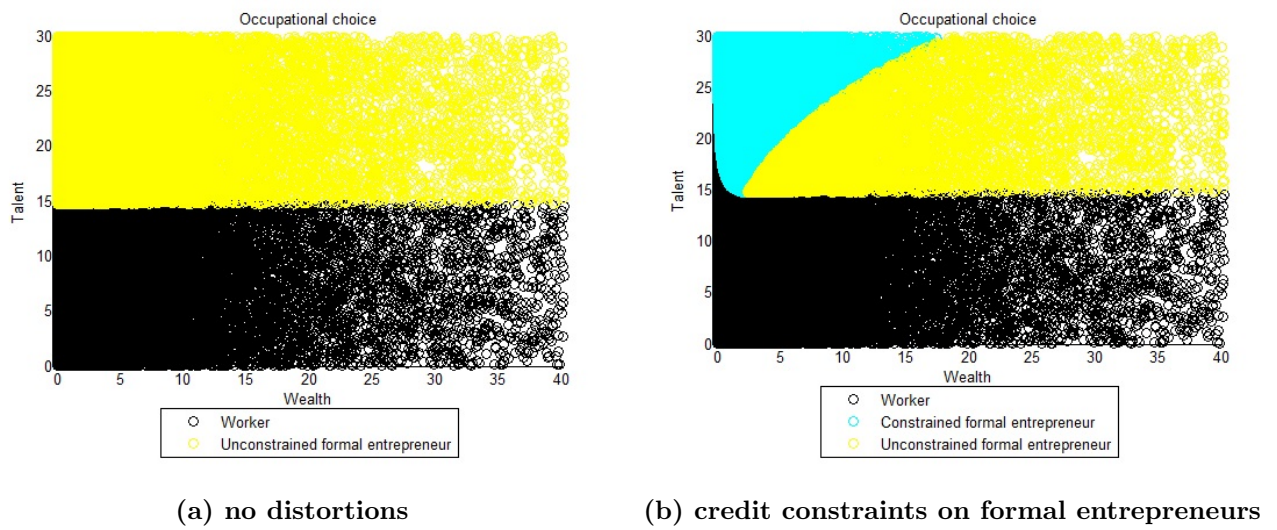 Occupational choice
30
25
20
15
10
5
0
Talent
0 5 10 15 20 25 30 35 40
Wealth
Worker
Unconstrained formal entrepreneur
(a) no distortions
Occupational choice
30
25
20
15
10
5
0
Talent
0 5 10 15 20 25 30 35 40
Wealth
Worker
Constrained formal entrepreneur
Unconstrained formal entrepreneur
(b) credit constraints on formal entrepreneurs